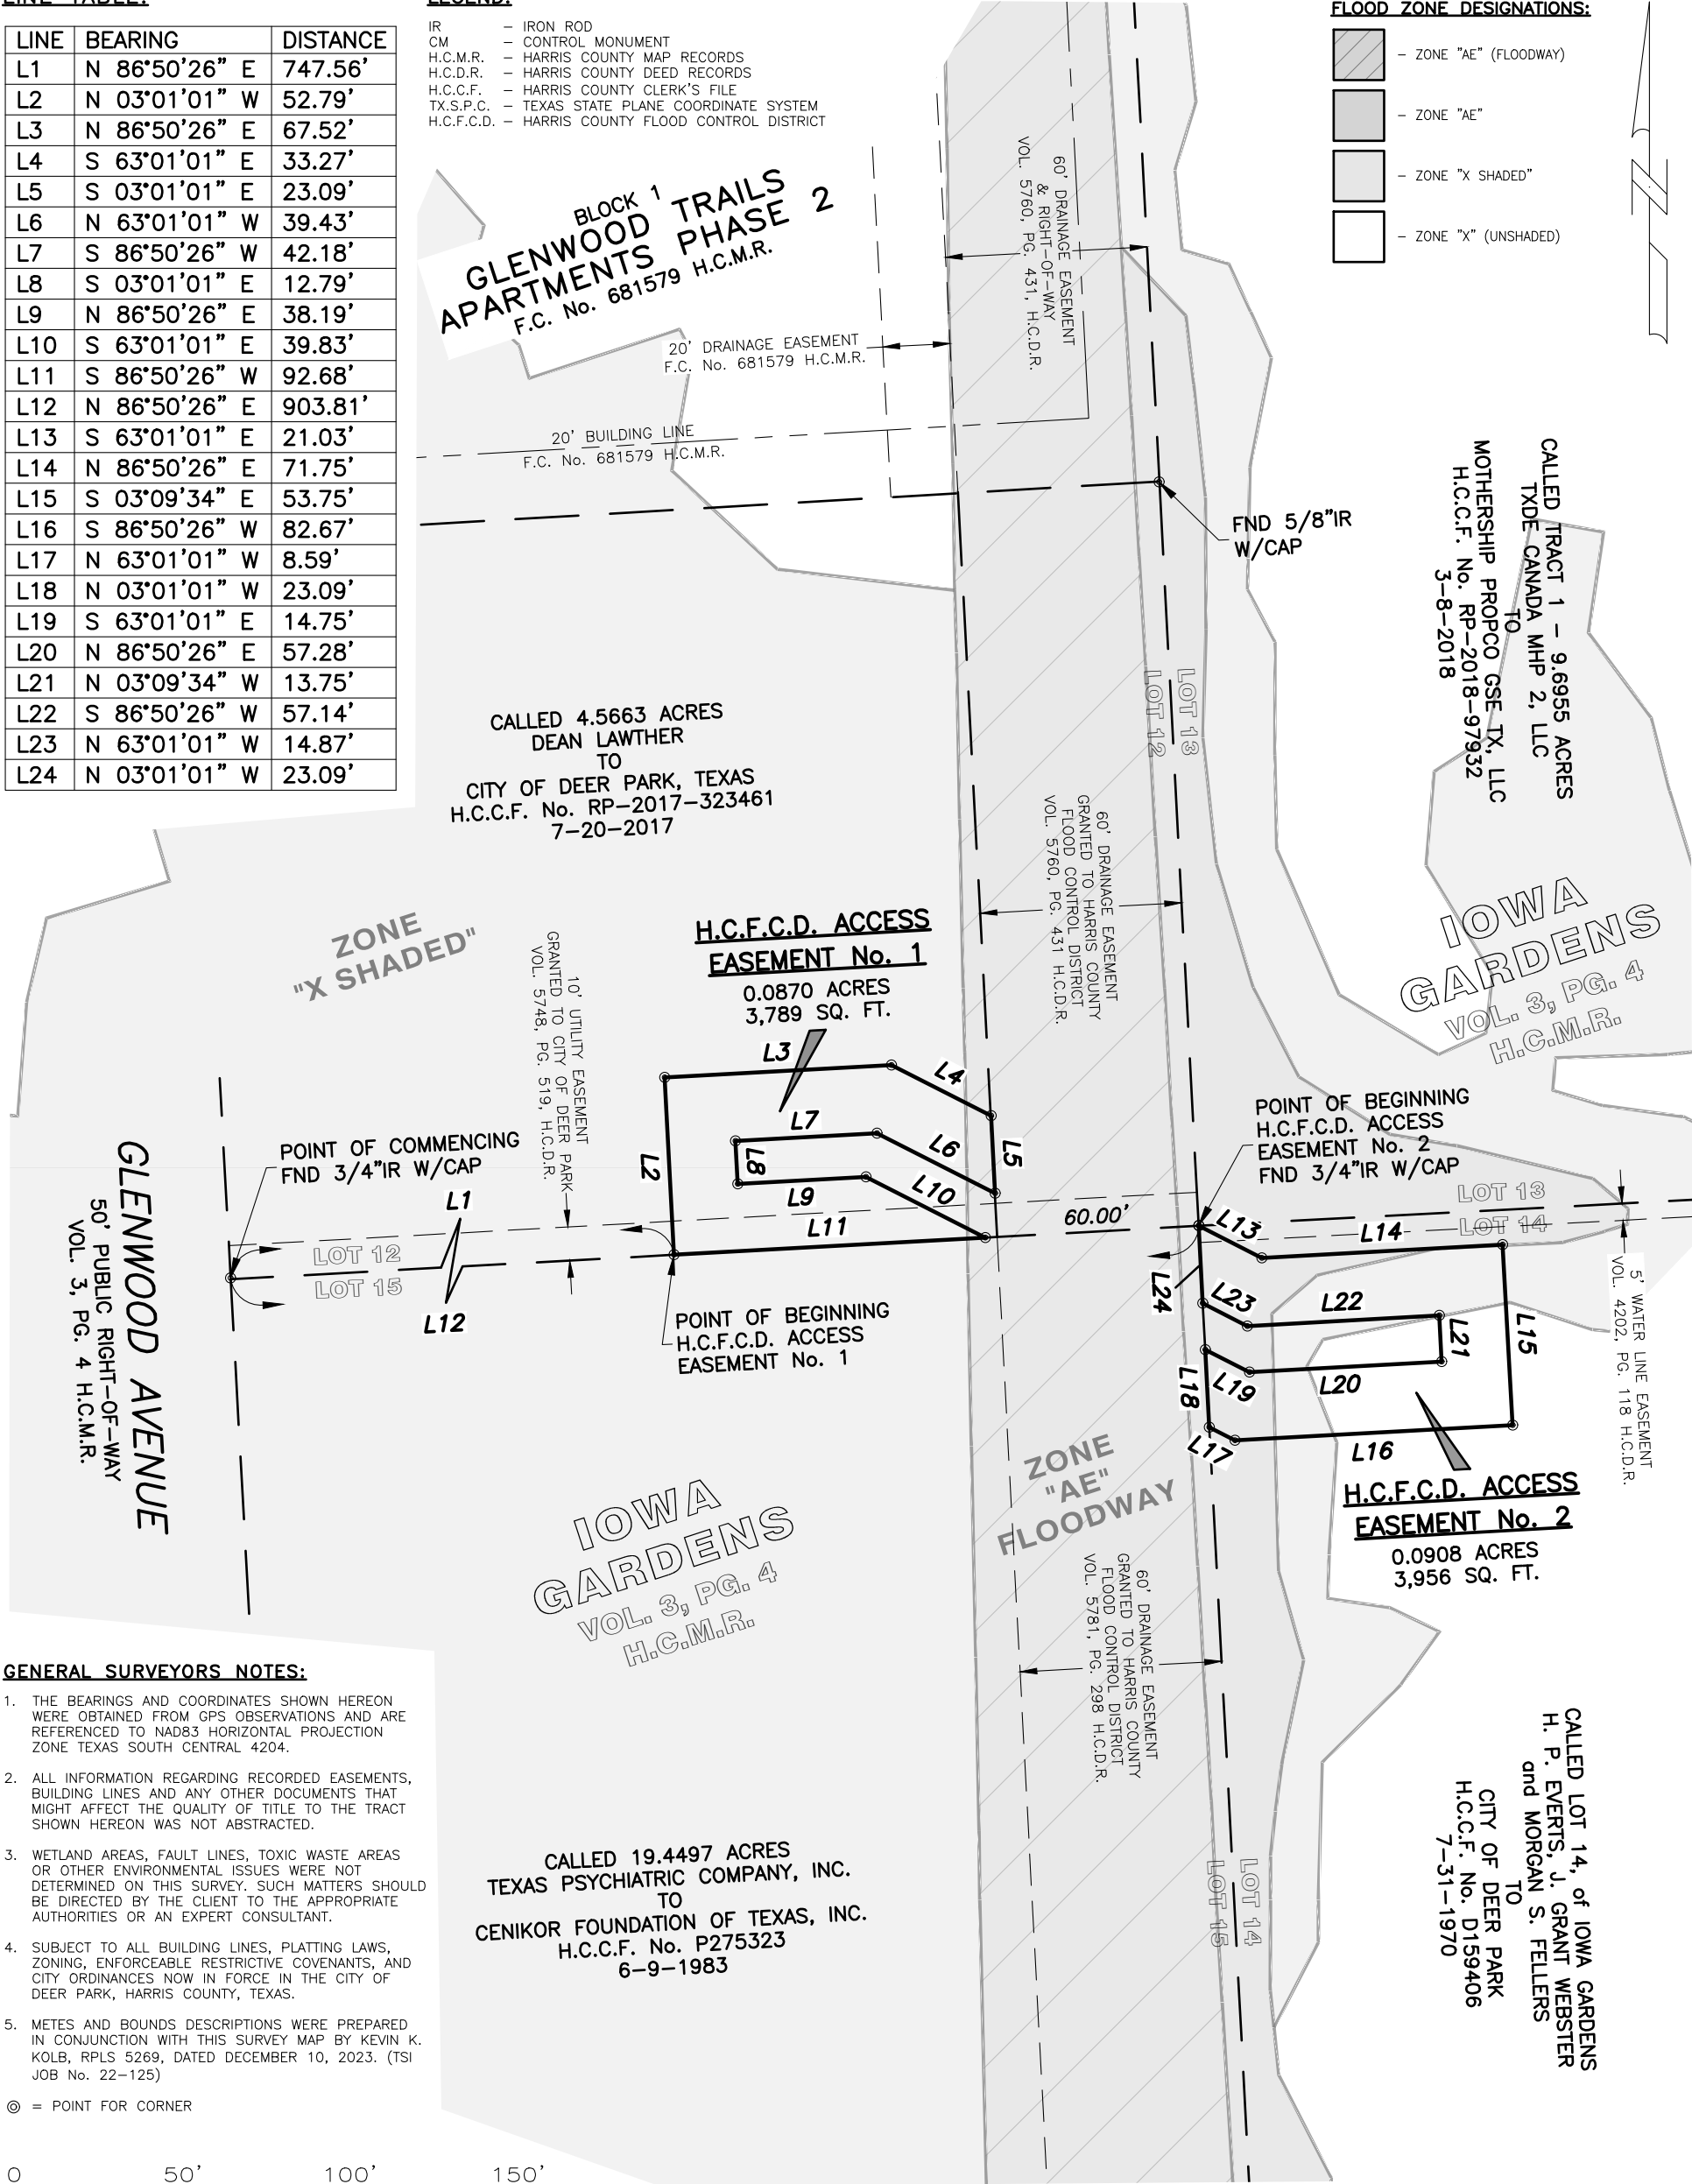 LINE TABLE:
LINE BEARING DISTANCE
L1 N 86°50'26" E 747.56'
L2 N 03°01'01" W 52.79'
L3 N 86°50'26" E 67.52'
L4 S 63°01'01" E 33.27'
L5 S 03°01'01" E 23.09'
L6 N 63°01'01" W 39.43'
L7 S 86°50'26" W 42.18'
L8 S 03°01'01" E 12.79'
L9 N 86°50'26" E 38.19'
L10 S 63°01'01" E 39.83'
L11 S 86°50'26" W 92.68'
L12 N 86°50'26" E 903.81'
L13 S 63°01'01" E 21.03'
L14 N 86°50'26" E 71.75'
L15 S 03°09'34" E 53.75'
L16 S 86°50'26" W 82.67'
L17 N 63°01'01" W 8.59'
L18 N 03°01'01" W 23.09'
L19 S 63°01'01" E 14.75'
L20 N 86°50'26" E 57.28'
L21 N 03°09'34" W 13.75'
L22 S 86°50'26" W 57.14'
L23 N 63°01'01" W 14.87'
L24 N 03°01'01" W 23.09'
LEGEND:
IR – IRON ROD
CM – CONTROL MONUMENT
H.C.M.R. – HARRIS COUNTY MAP RECORDS
H.C.D.R. – HARRIS COUNTY DEED RECORDS
H.C.C.F. – HARRIS COUNTY CLERK'S FILE
TX.S.P.C. – TEXAS STATE PLANE COORDINATE SYSTEM
H.C.F.C.D. – HARRIS COUNTY FLOOD CONTROL DISTRICT
FLOOD ZONE DESIGNATIONS:
– ZONE "AE" (FLOODWAY)
– ZONE "AE"
– ZONE "X SHADED"
– ZONE "X" (UNSHADED)
N
BLOCK 1
GLENWOOD TRAILS
APARTMENTS PHASE 2
F.C. No. 681579 H.C.M.R.
60' DRAINAGE EASEMENT
& RIGHT-OF-WAY
VOL. 5760, PG. 431, H.C.D.R.
20' DRAINAGE EASEMENT
F.C. No. 681579 H.C.M.R.
20' BUILDING LINE
F.C. No. 681579 H.C.M.R.
FND 5/8"IR
W/CAP
CALLED TRACT 1 – 9.6955 ACRES
TXDE CANADA MHP 2, LLC
TO
MOTHERSHIP PROPCO GSE TX, LLC
H.C.C.F. No. RP-2018-97932
3-8-2018
LOT 13
LOT 12
CALLED 4.5663 ACRES
DEAN LAWTHER
TO
CITY OF DEER PARK, TEXAS
H.C.C.F. No. RP-2017-323461
7-20-2017
60' DRAINAGE EASEMENT
GRANTED TO HARRIS COUNTY
FLOOD CONTROL DISTRICT
VOL. 5760, PG. 431 H.C.D.R.
IOWA
GARDENS
VOL. 3, PG. 4
H.C.M.R.
ZONE
"X SHADED"
10' UTILITY EASEMENT
GRANTED TO CITY OF DEER PARK
VOL. 5748, PG. 519, H.C.D.R.
H.C.F.C.D. ACCESS
EASEMENT No. 1
0.0870 ACRES
3,789 SQ. FT.
L3
L4
L7
L6
L5
L2
L8
L9
L10
L11
60.00'
POINT OF BEGINNING
H.C.F.C.D. ACCESS
EASEMENT No. 2
FND 3/4"IR W/CAP
POINT OF COMMENCING
FND 3/4"IR W/CAP
L1
LOT 12
LOT 15
L12
GLENWOOD AVENUE
50' PUBLIC RIGHT-OF-WAY
VOL. 3, PG. 4 H.C.M.R.
POINT OF BEGINNING
H.C.F.C.D. ACCESS
EASEMENT No. 1
LOT 13
LOT 14
L13
L14
L24
L23
L22
L21
L15
L18
L19
L20
L17
L16
5' WATER LINE EASEMENT
VOL. 4202, PG. 118 H.C.D.R.
H.C.F.C.D. ACCESS
EASEMENT No. 2
0.0908 ACRES
3,956 SQ. FT.
ZONE
"AE"
FLOODWAY
IOWA
GARDENS
VOL. 3, PG. 4
H.C.M.R.
60' DRAINAGE EASEMENT
GRANTED TO HARRIS COUNTY
FLOOD CONTROL DISTRICT
VOL. 5781, PG. 298 H.C.D.R.
GENERAL SURVEYORS NOTES:
1. THE BEARINGS AND COORDINATES SHOWN HEREON
WERE OBTAINED FROM GPS OBSERVATIONS AND ARE
REFERENCED TO NAD83 HORIZONTAL PROJECTION
ZONE TEXAS SOUTH CENTRAL 4204.
2. ALL INFORMATION REGARDING RECORDED EASEMENTS,
BUILDING LINES AND ANY OTHER DOCUMENTS THAT
MIGHT AFFECT THE QUALITY OF TITLE TO THE TRACT
SHOWN HEREON WAS NOT ABSTRACTED.
3. WETLAND AREAS, FAULT LINES, TOXIC WASTE AREAS
OR OTHER ENVIRONMENTAL ISSUES WERE NOT
DETERMINED ON THIS SURVEY. SUCH MATTERS SHOULD
BE DIRECTED BY THE CLIENT TO THE APPROPRIATE
AUTHORITIES OR AN EXPERT CONSULTANT.
4. SUBJECT TO ALL BUILDING LINES, PLATTING LAWS,
ZONING, ENFORCEABLE RESTRICTIVE COVENANTS, AND
CITY ORDINANCES NOW IN FORCE IN THE CITY OF
DEER PARK, HARRIS COUNTY, TEXAS.
5. METES AND BOUNDS DESCRIPTIONS WERE PREPARED
IN CONJUNCTION WITH THIS SURVEY MAP BY KEVIN K.
KOLB, RPLS 5269, DATED DECEMBER 10, 2023. (TSI
JOB No. 22-125)
◎ = POINT FOR CORNER
CALLED 19.4497 ACRES
TEXAS PSYCHIATRIC COMPANY, INC.
TO
CENIKOR FOUNDATION OF TEXAS, INC.
H.C.C.F. No. P275323
6-9-1983
LOT 14
LOT 15
CALLED LOT 14, of IOWA GARDENS
H. P. EVERTS, J. GRANT WEBSTER
and MORGAN S. FELLERS
TO
CITY OF DEER PARK
H.C.C.F. No. D159406
7-31-1970
0 50' 100' 150'